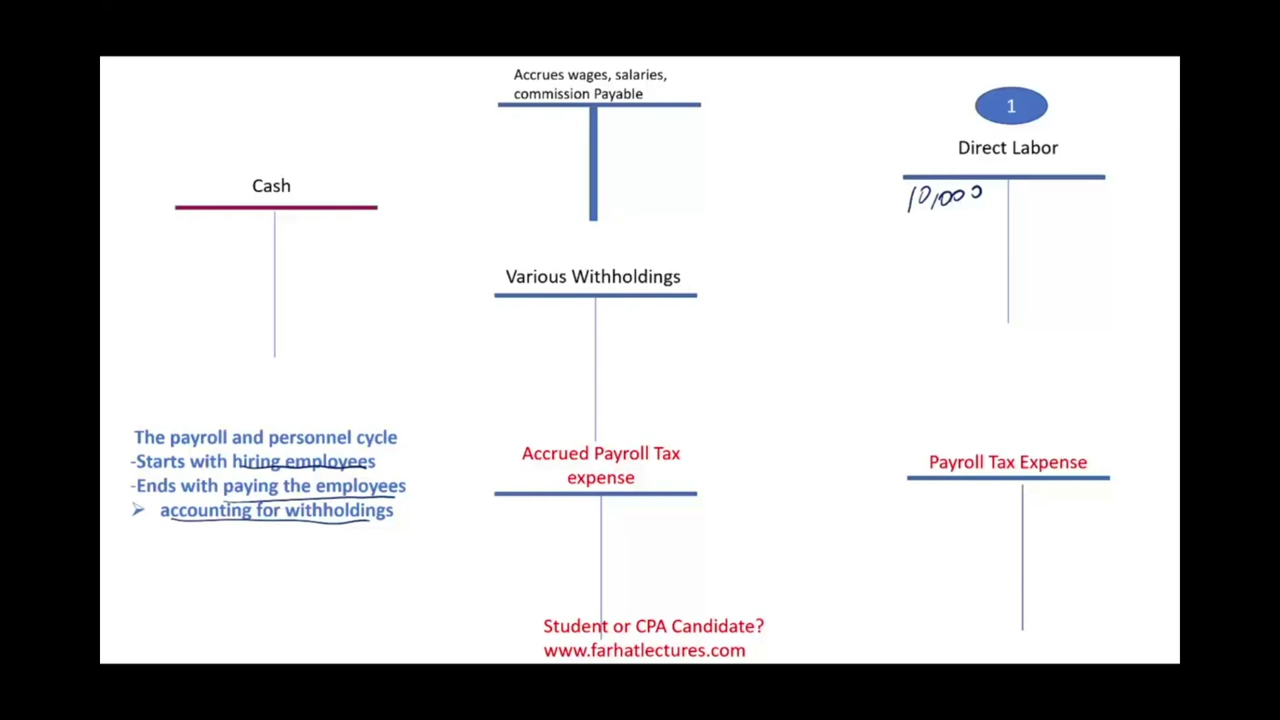 Accrues wages, salaries,
commission Payable
1
Direct Labor
Cash
10,000
Various Withholdings
The payroll and personnel cycle
-Starts with hiring employees
-Ends with paying the employees
➢ accounting for withholdings
Accrued Payroll Tax
expense
Payroll Tax Expense
Student or CPA Candidate?
www.farhatlectures.com